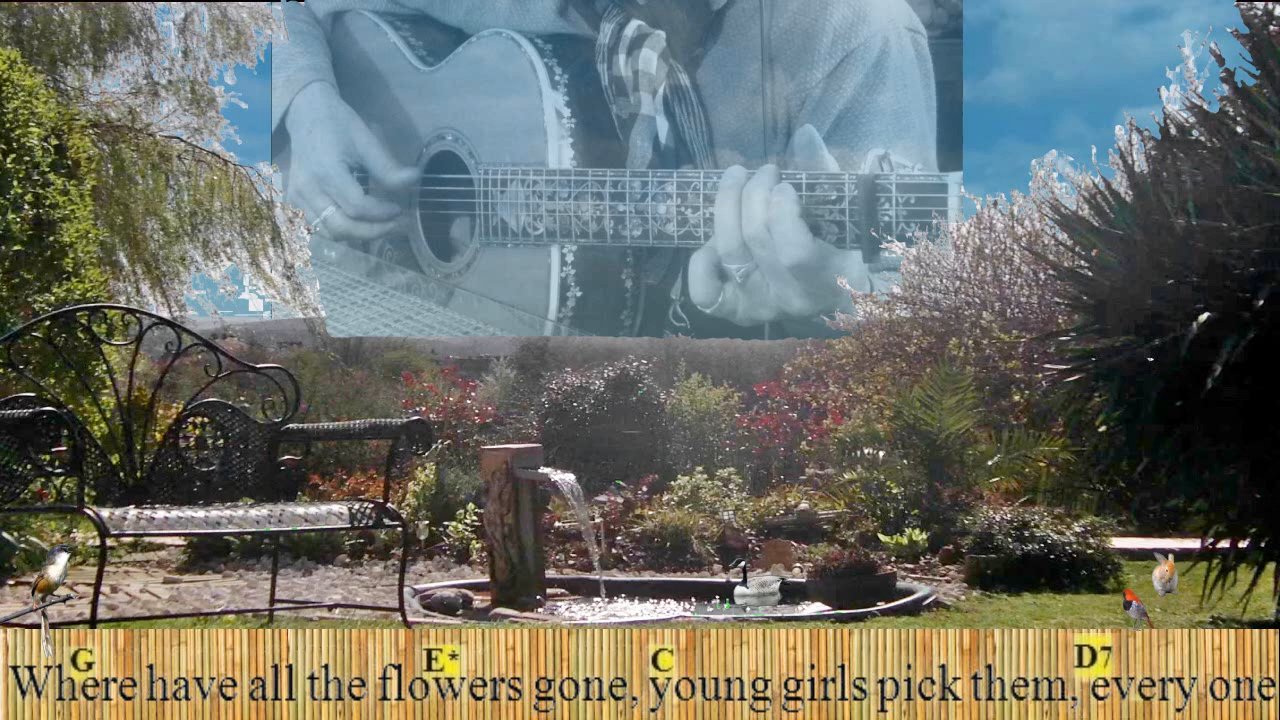 G E* C D7
Where have all the flowers gone, young girls pick them, every one